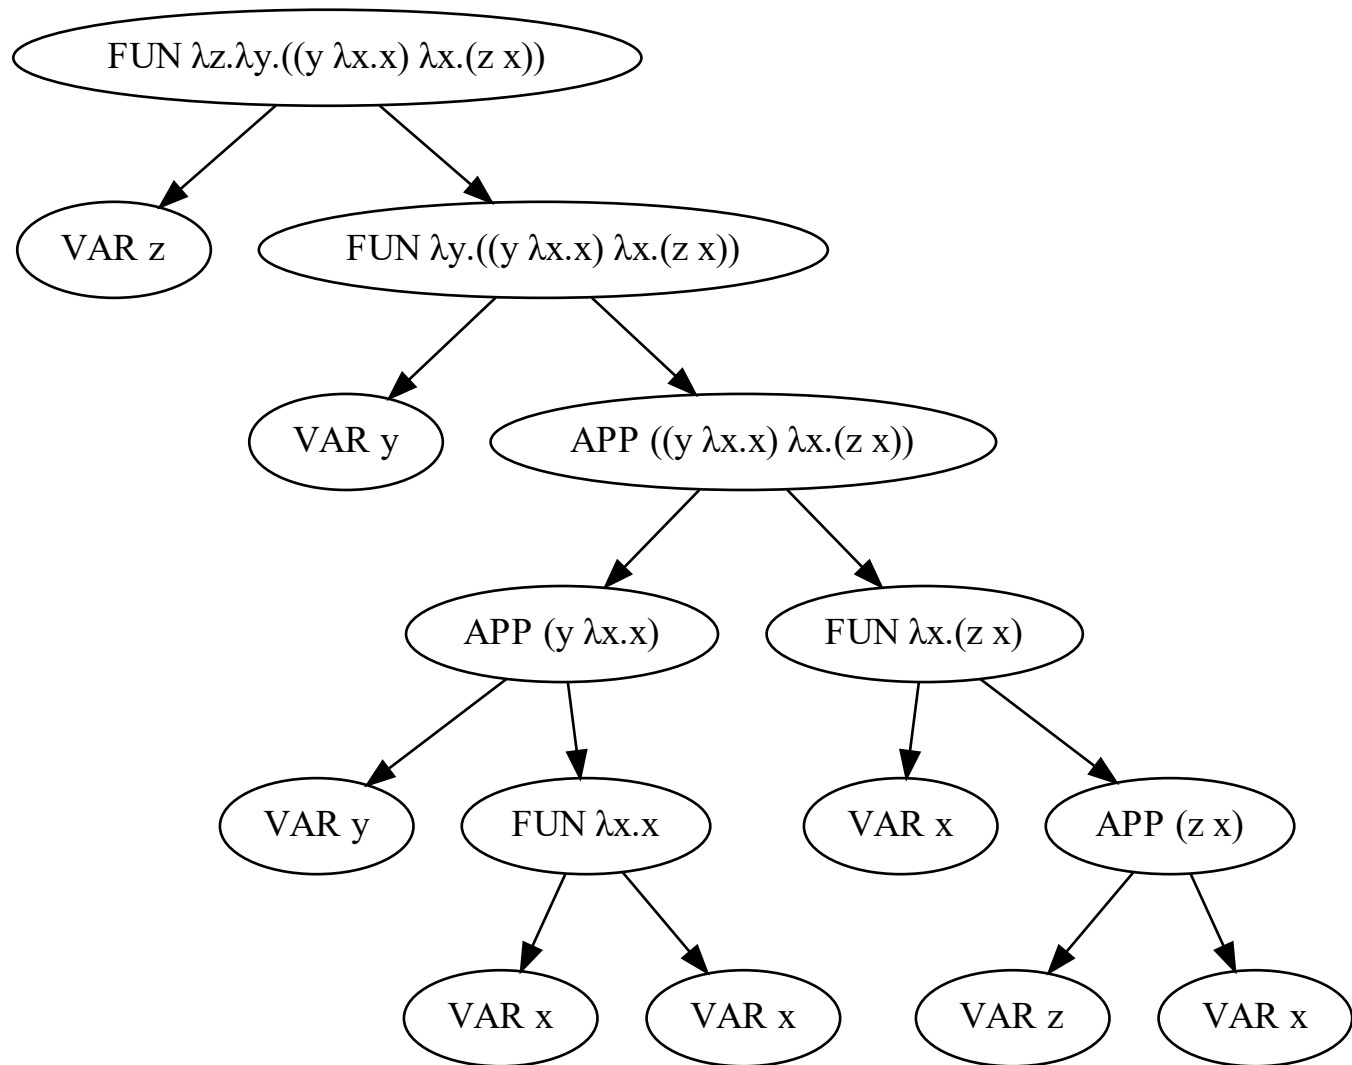 FUN λz.λy.((y λx.x) λx.(z x))
VAR z
FUN λy.((y λx.x) λx.(z x))
VAR y
APP ((y λx.x) λx.(z x))
APP (y λx.x)
FUN λx.(z x)
VAR y
FUN λx.x
VAR x
APP (z x)
VAR x
VAR x
VAR z
VAR x